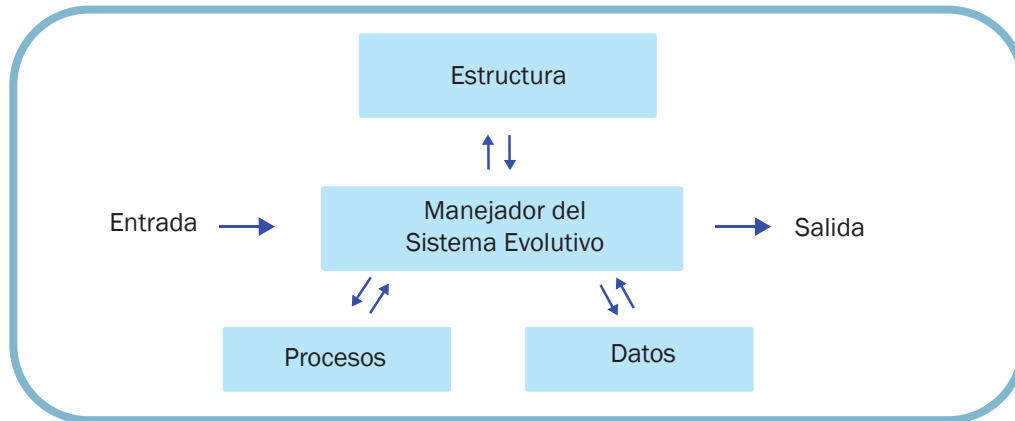 Estructura
Entrada
Manejador del
Sistema Evolutivo
Salida
Procesos
Datos